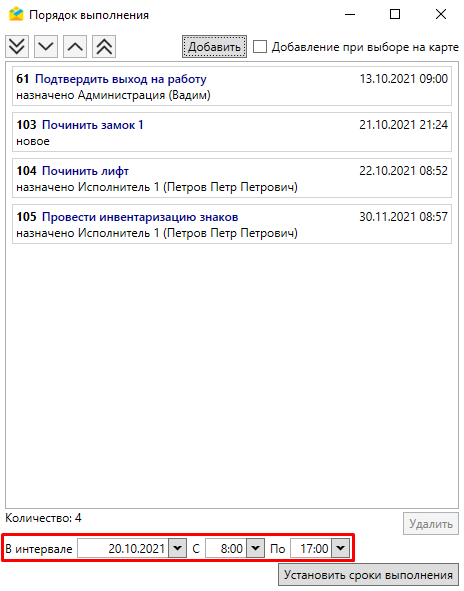 Порядок выполнения
Добавить Добавление при выборе на карте
61 Подтвердить выход на работу 13.10.2021 09:00
назначено Администрация (Вадим)
103 Починить замок 1 21.10.2021 21:24
новое
104 Починить лифт 22.10.2021 08:52
назначено Исполнитель 1 (Петров Петр Петрович)
105 Провести инвентаризацию знаков 30.11.2021 08:57
назначено Исполнитель 1 (Петров Петр Петрович)
Количество: 4
Удалить
В интервале 20.10.2021 С 8:00 По 17:00
Установить сроки выполнения